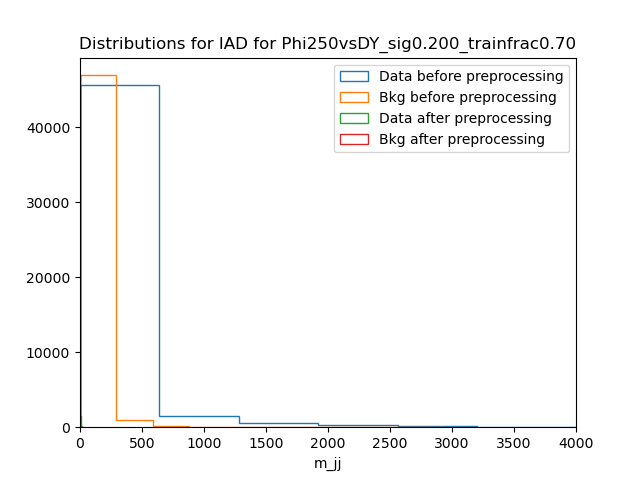 Distributions for IAD for Phi250vsDY_sig0.200_trainfrac0.70
Data before preprocessing
Bkg before preprocessing
Data after preprocessing
Bkg after preprocessing
40000
30000
20000
10000
0
0 500 1000 1500 2000 2500 3000 3500 4000
m_jj